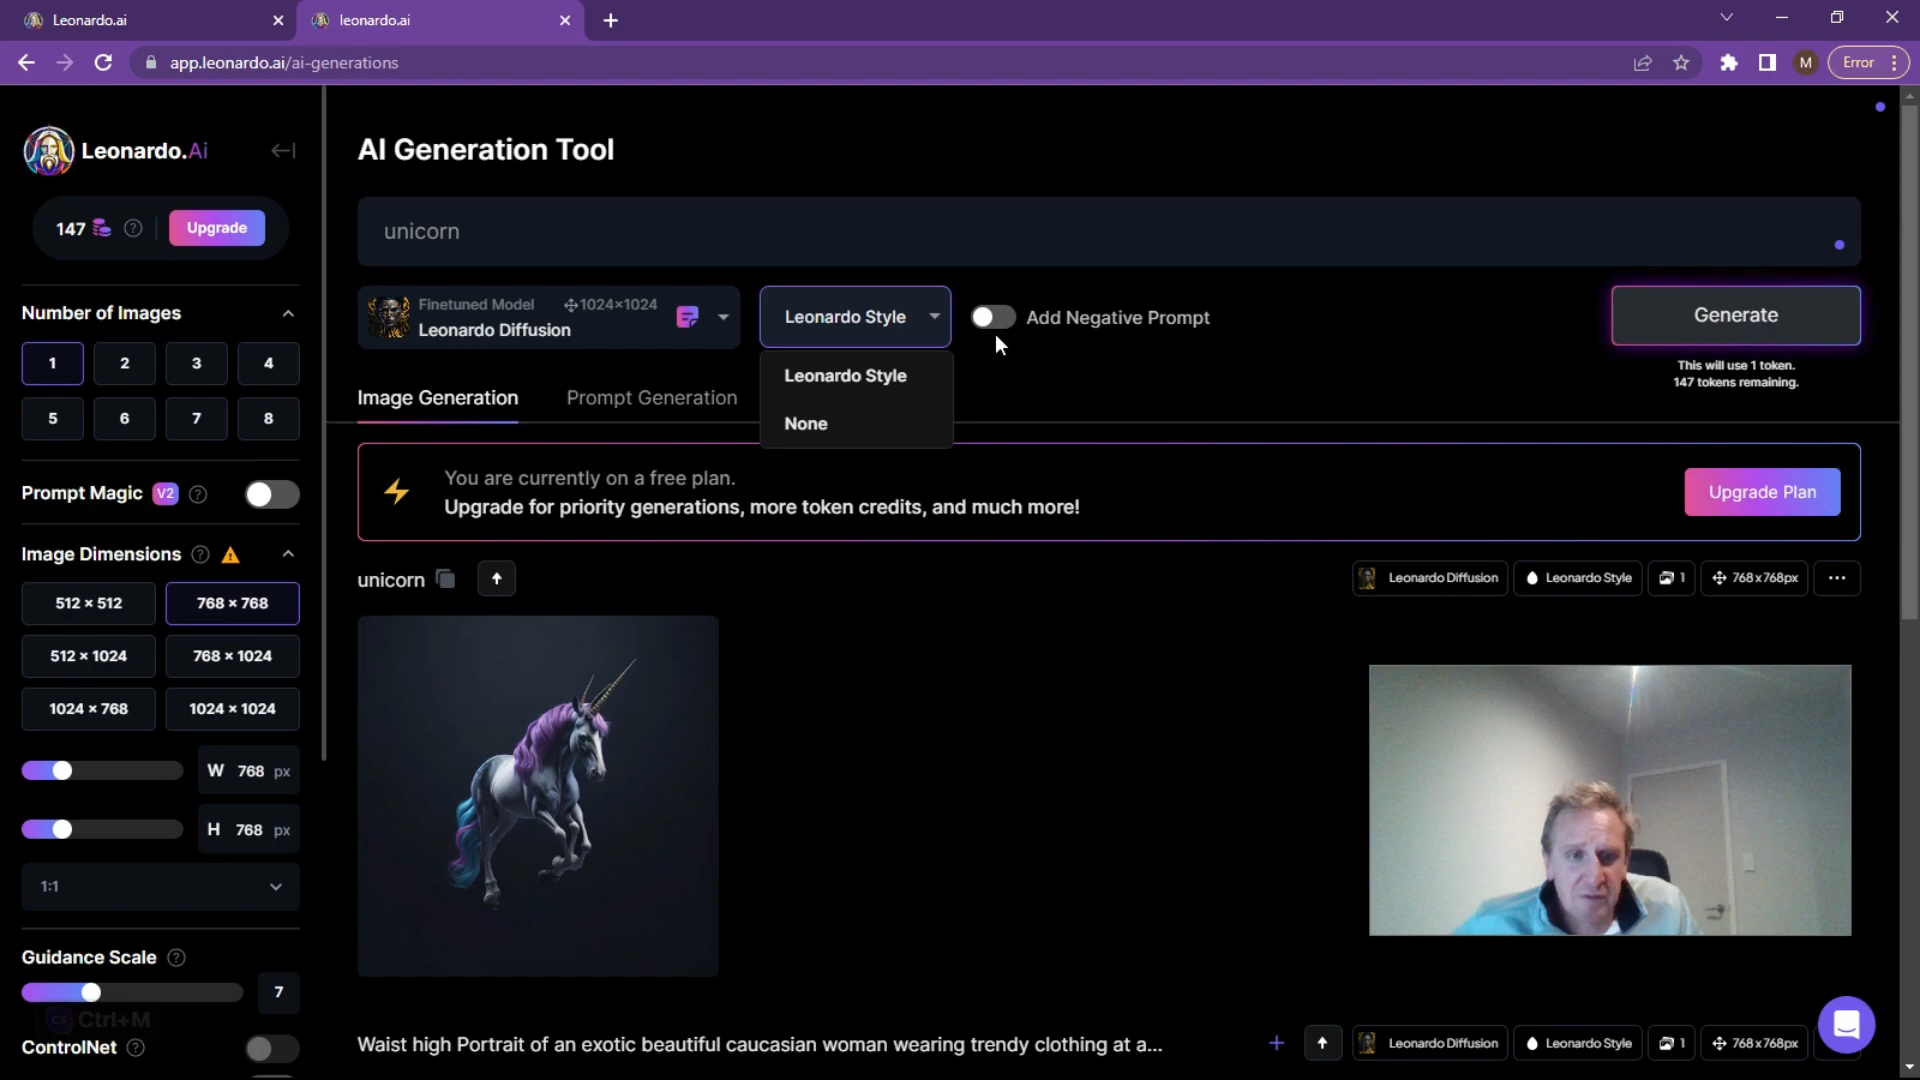 Leonardo.ai
leonardo.ai
app.leonardo.ai/ai-generations
M
Error
Leonardo.Ai
147
Upgrade
Number of Images
1 2 3 4
5 6 7 8
Prompt Magic V2
Image Dimensions
512 × 512 768 × 768
512 × 1024 768 × 1024
1024 × 768 1024 × 1024
W 768 px
H 768 px
1:1
Guidance Scale
7
CS Ctrl+M
ControlNet
AI Generation Tool
unicorn
Finetuned Model 1024×1024
Leonardo Diffusion
Leonardo Style
Add Negative Prompt
Generate
This will use 1 token.
147 tokens remaining.
Leonardo Style
None
Image Generation
Prompt Generation
You are currently on a free plan.
Upgrade for priority generations, more token credits, and much more!
Upgrade Plan
unicorn
Leonardo Diffusion
Leonardo Style
1
768x768px
Waist high Portrait of an exotic beautiful caucasian woman wearing trendy clothing at a...
Leonardo Diffusion
Leonardo Style
1
768x768px